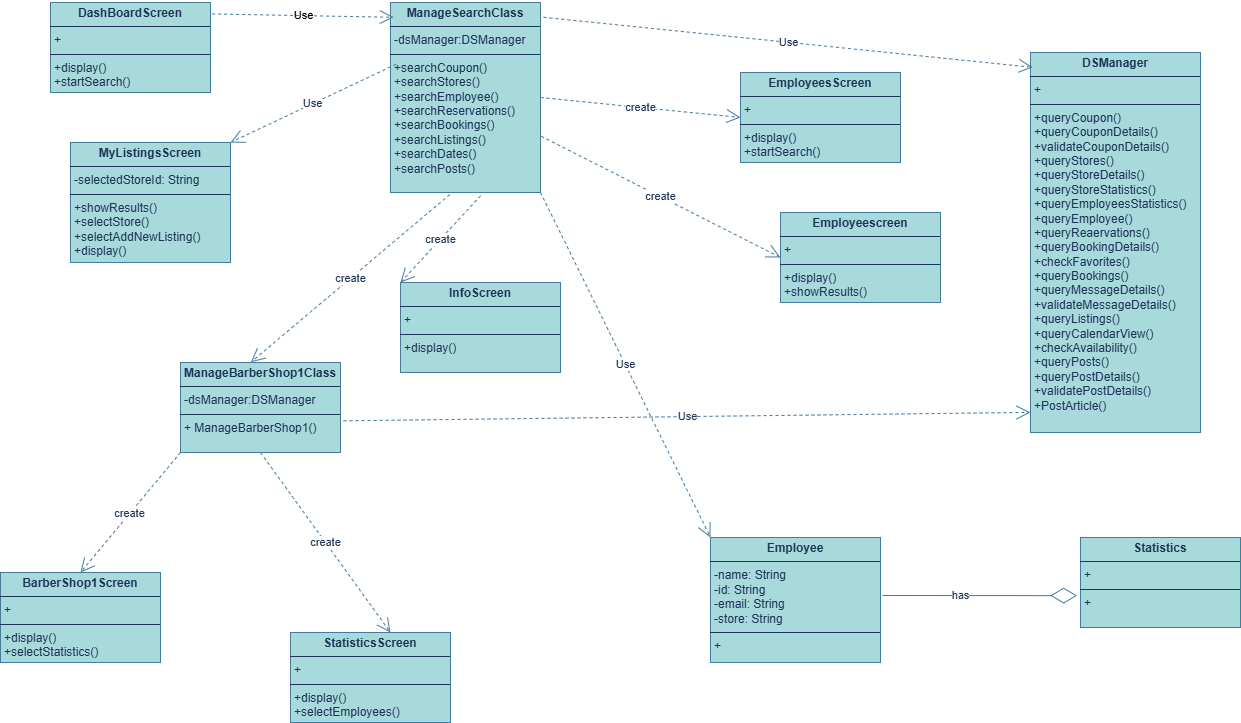 DashBoardScreen
+
+display()
+startSearch()
Use
ManageSearchClass
-dsManager:DSManager
+searchCoupon()
+searchStores()
+searchEmployee()
+searchReservations()
+searchBookings()
+searchListings()
+searchDates()
+searchPosts()
Use
DSManager
+
+queryCoupon()
+queryCouponDetails()
+validateCouponDetails()
+queryStores()
+queryStoreDetails()
+queryStoreStatistics()
+queryEmployeesStatistics()
+queryEmployee()
+queryReaervations()
+queryBookingDetails()
+checkFavorites()
+queryBookings()
+queryMessageDetails()
+validateMessageDetails()
+queryListings()
+queryCalendarView()
+checkAvailability()
+queryPosts()
+queryPostDetails()
+validatePostDetails()
+PostArticle()
EmployeesScreen
+
+display()
+startSearch()
create
Use
MyListingsScreen
-selectedStoreId: String
+showResults()
+selectStore()
+selectAddNewListing()
+display()
create
Employeescreen
+
+display()
+showResults()
create
create
InfoScreen
+
+display()
Use
ManageBarberShop1Class
-dsManager:DSManager
+ ManageBarberShop1()
Use
create
create
Employee
-name: String
-id: String
-email: String
-store: String
+
has
Statistics
+
+
BarberShop1Screen
+
+display()
+selectStatistics()
StatisticsScreen
+
+display()
+selectEmployees()